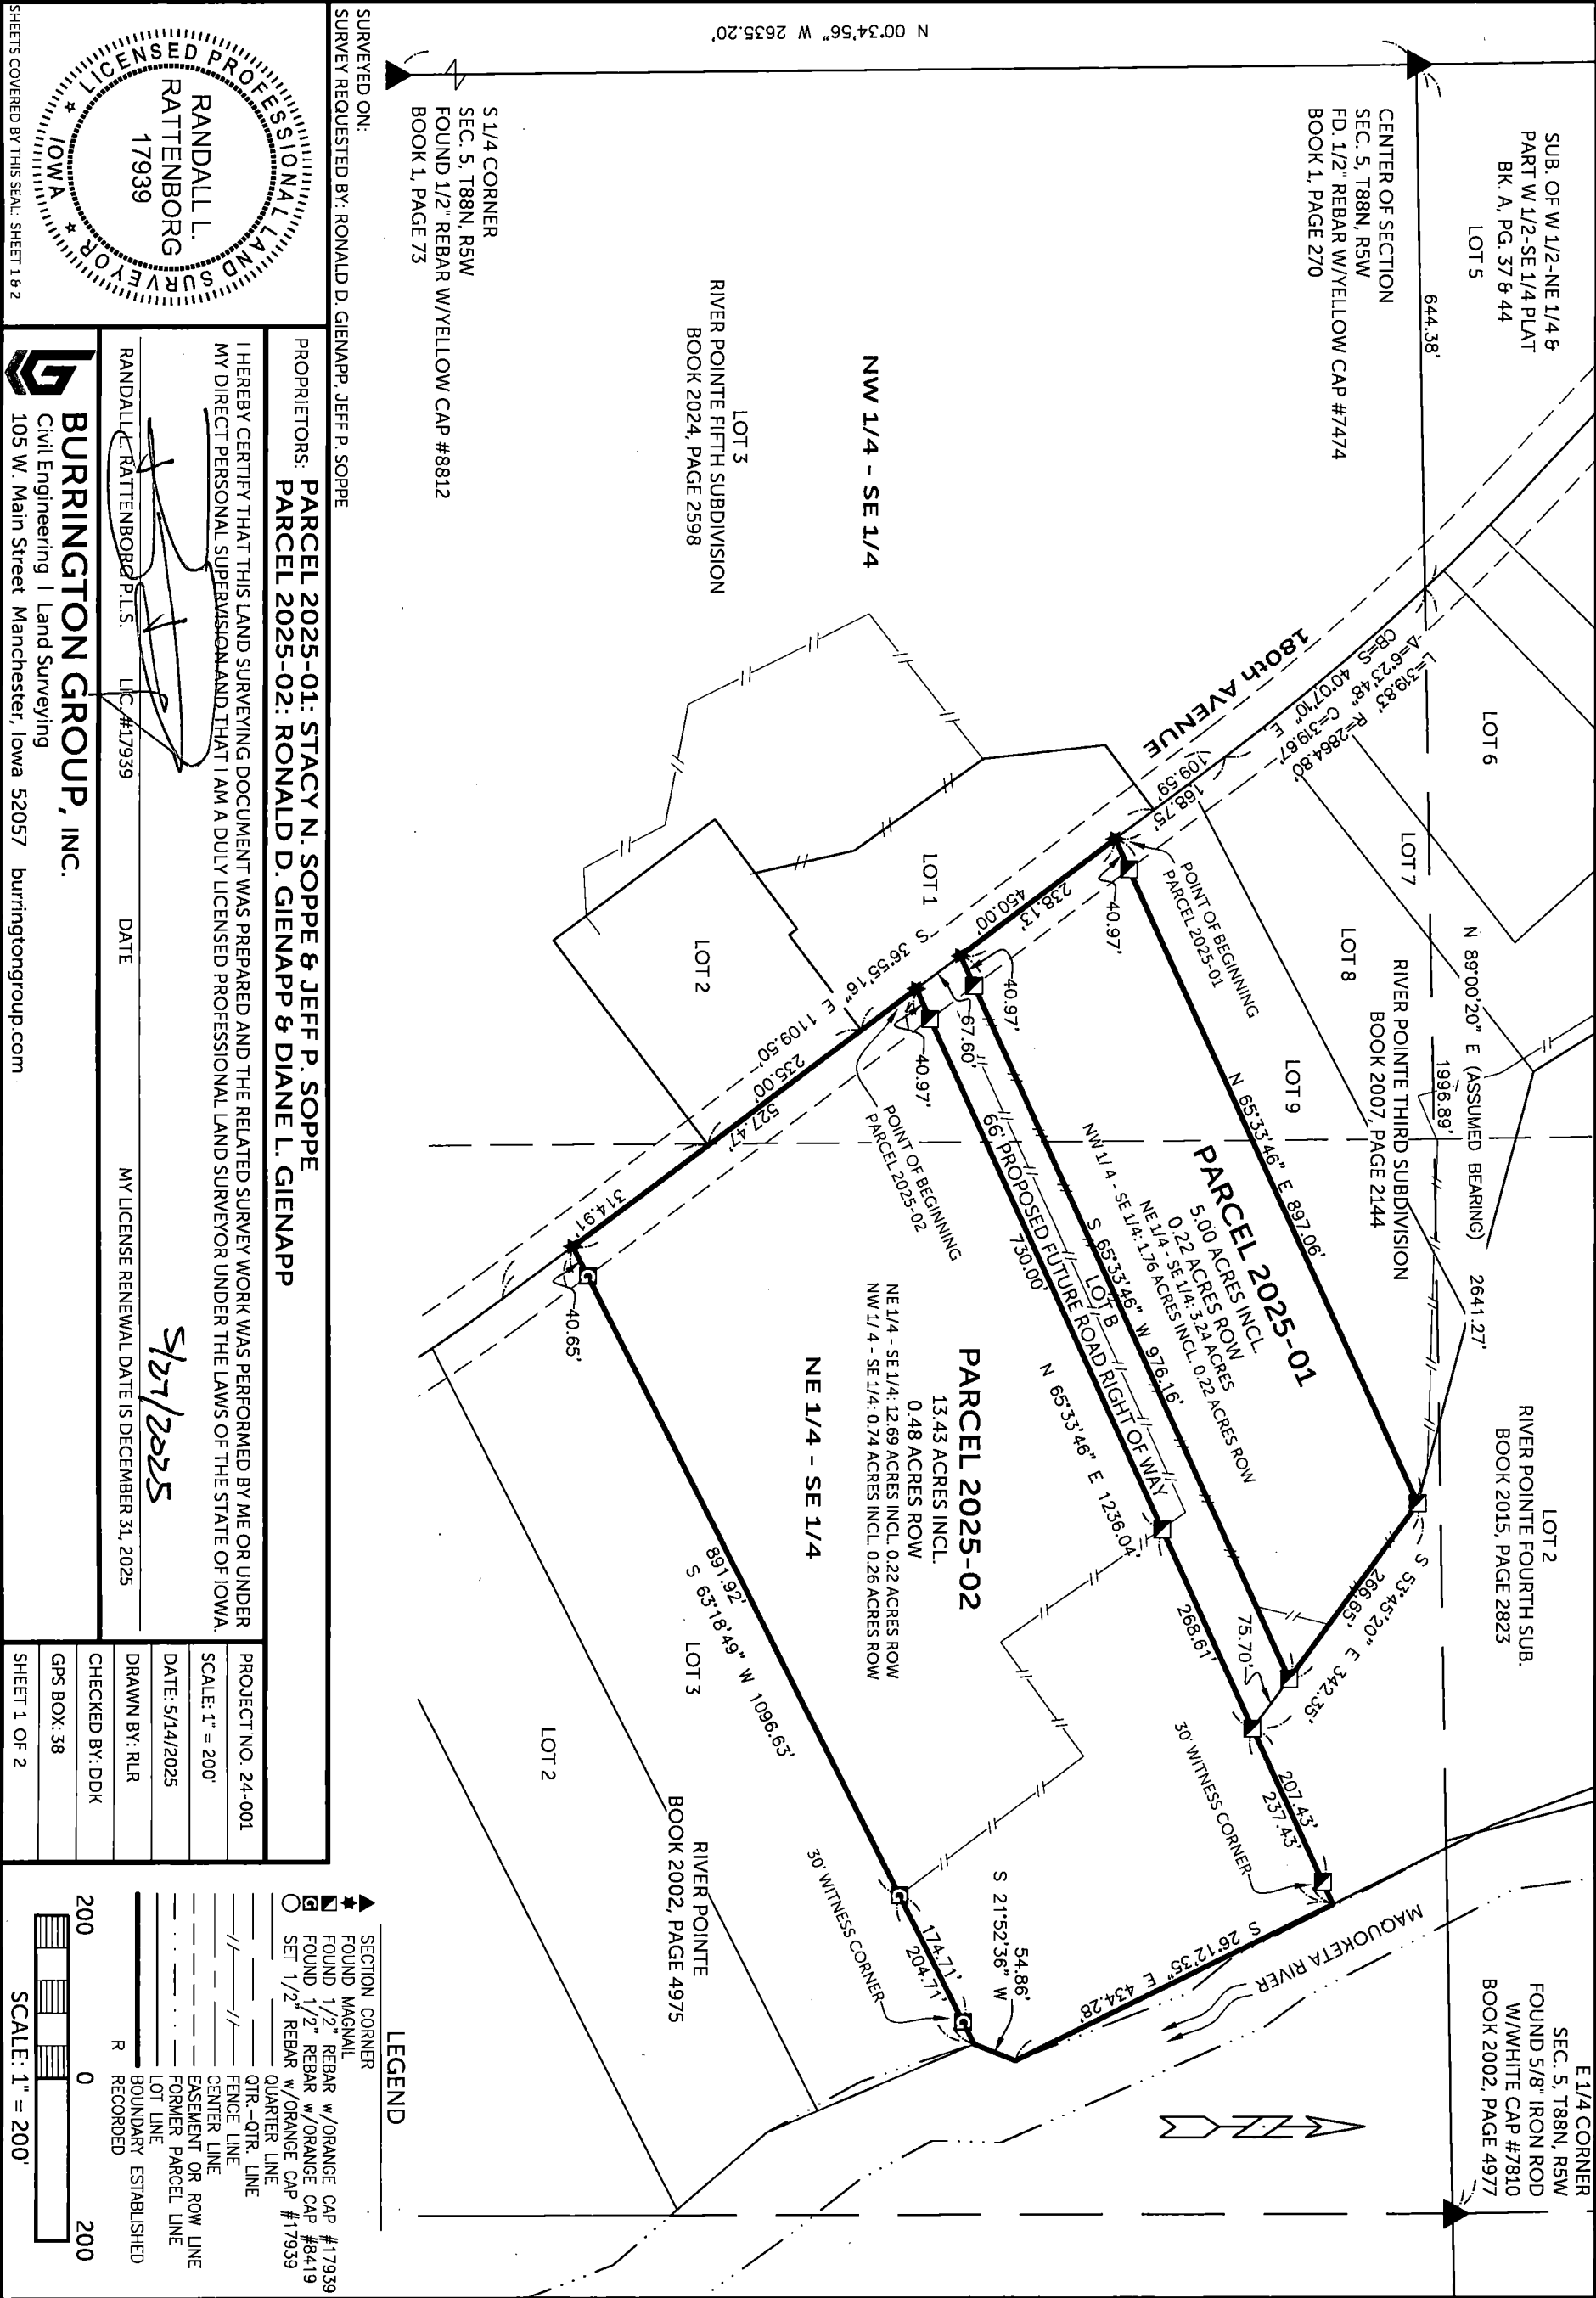 SUB. OF W 1/2-NE 1/4 &
PART W 1/2-SE 1/4 PLAT
BK. A, PG. 37 & 44
LOT 5
644.38'
CENTER OF SECTION
SEC. 5, T88N, R5W
FD. 1/2" REBAR W/YELLOW CAP #7474
BOOK 1, PAGE 270
N 00°34'56" W 2635.20'
S 1/4 CORNER
SEC. 5, T88N, R5W
FOUND 1/2" REBAR W/YELLOW CAP #8812
BOOK 1, PAGE 73
NW 1/4 - SE 1/4
LOT 3
RIVER POINTE FIFTH SUBDIVISION
BOOK 2024, PAGE 2598
180th AVENUE
L=319.83' R=2864.80'
Δ=6°23'48" C=319.67'
CB=S 40°07'10" E
LOT 6
LOT 7
LOT 8
LOT 9
N 89°00'20" E (ASSUMED BEARING) 2641.27'
1996.89'
RIVER POINTE THIRD SUBDIVISION
BOOK 2007, PAGE 2144
LOT 2
RIVER POINTE FOURTH SUB.
BOOK 2015, PAGE 2823
E 1/4 CORNER
SEC. 5, T88N, R5W
FOUND 5/8" IRON ROD
W/WHITE CAP #7810
BOOK 2002, PAGE 4977
168.75'
109.59'
POINT OF BEGINNING
PARCEL 2025-01
40.97'
238.13'
450.00'
LOT 1
LOT 2
S 36°55'16" E 1109.50'
40.97'
67.60'
40.97'
POINT OF BEGINNING
PARCEL 2025-02
235.00'
527.47'
314.91'
40.65'
N 65°33'46" E 897.06'
PARCEL 2025-01
5.00 ACRES INCL.
0.22 ACRES ROW
NE 1/4 - SE 1/4: 3.24 ACRES
NW 1/4 - SE 1/4: 1.76 ACRES INCL. 0.22 ACRES ROW
S 65°33'46" W 976.16'
LOT B
66' PROPOSED FUTURE ROAD RIGHT OF WAY
730.00'
N 65°33'46" E 1236.04'
268.61'
75.70'
S 53°45'20" E 342.35'
266.65'
207.43'
237.43'
30' WITNESS CORNER
MAQUOKETA RIVER
S 26°12'35" E 434.28'
54.86'
S 21°52'36" W
PARCEL 2025-02
13.43 ACRES INCL.
0.48 ACRES ROW
NE 1/4 - SE 1/4: 12.69 ACRES INCL. 0.22 ACRES ROW
NW 1/4 - SE 1/4: 0.74 ACRES INCL. 0.26 ACRES ROW
NE 1/4 - SE 1/4
891.92'
S 63°18'49" W 1096.63'
174.71'
204.71'
30' WITNESS CORNER
LOT 3
LOT 2
RIVER POINTE
BOOK 2002, PAGE 4975
SURVEYED ON:
SURVEY REQUESTED BY: RONALD D. GIENAPP, JEFF P. SOPPE
LICENSED PROFESSIONAL LAND SURVEYOR
RANDALL L.
RATTENBORG
17939
IOWA
SHEETS COVERED BY THIS SEAL: SHEET 1 & 2
PROPRIETORS: PARCEL 2025-01: STACY N. SOPPE & JEFF P. SOPPE
PARCEL 2025-02: RONALD D. GIENAPP & DIANE L. GIENAPP
I HEREBY CERTIFY THAT THIS LAND SURVEYING DOCUMENT WAS PREPARED AND THE RELATED SURVEY WORK WAS PERFORMED BY ME OR UNDER
MY DIRECT PERSONAL SUPERVISION AND THAT I AM A DULY LICENSED PROFESSIONAL LAND SURVEYOR UNDER THE LAWS OF THE STATE OF IOWA.
5/27/2025
RANDALL L. RATTENBORG P.L.S. LIC. #17939 DATE MY LICENSE RENEWAL DATE IS DECEMBER 31, 2025
BURRINGTON GROUP, INC.
Civil Engineering | Land Surveying
105 W. Main Street Manchester, Iowa 52057 burringtongroup.com
PROJECT NO. 24-001
SCALE: 1" = 200'
DATE: 5/14/2025
DRAWN BY: RLR
CHECKED BY: DDK
GPS BOX: 38
SHEET 1 OF 2
LEGEND
SECTION CORNER
FOUND MAGNAIL
FOUND 1/2" REBAR w/ORANGE CAP #17939
FOUND 1/2" REBAR w/ORANGE CAP #8419
SET 1/2" REBAR w/ORANGE CAP #17939
QUARTER LINE
QTR.-QTR. LINE
FENCE LINE
CENTER LINE
EASEMENT OR ROW LINE
FORMER PARCEL LINE
LOT LINE
BOUNDARY ESTABLISHED
R RECORDED
200 0 200
SCALE: 1" = 200'